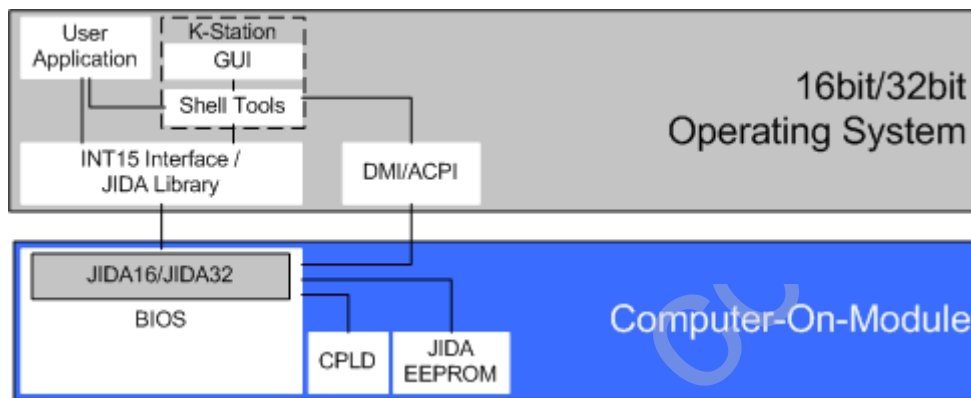 User
Application
K-Station
GUI
Shell Tools
16bit/32bit
Operating System
INT15 Interface /
JIDA Library
DMI/ACPI
JIDA16/JIDA32
BIOS
Computer-On-Module
CPLD
JIDA
EEPROM